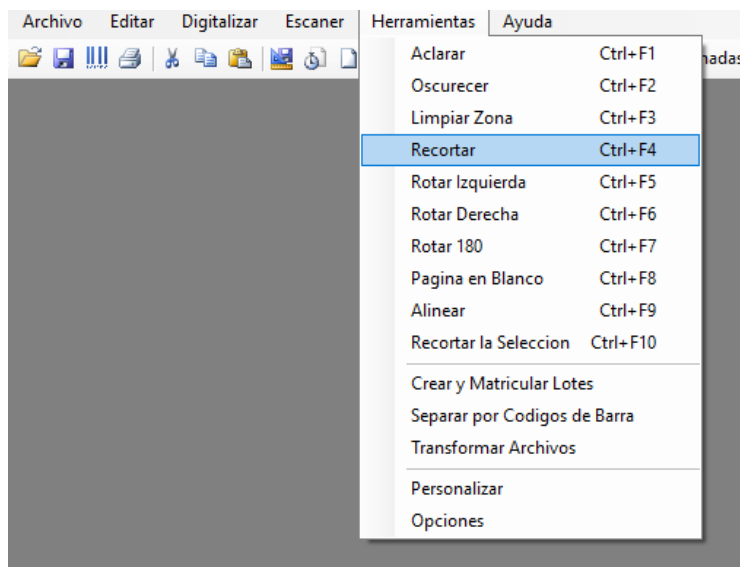 Archivo Editar Digitalizar Escaner Herramientas Ayuda
Aclarar Ctrl+F1
Oscurecer Ctrl+F2
Limpiar Zona Ctrl+F3
Recortar Ctrl+F4
Rotar Izquierda Ctrl+F5
Rotar Derecha Ctrl+F6
Rotar 180 Ctrl+F7
Pagina en Blanco Ctrl+F8
Alinear Ctrl+F9
Recortar la Seleccion Ctrl+F10
Crear y Matricular Lotes
Separar por Codigos de Barra
Transformar Archivos
Personalizar
Opciones